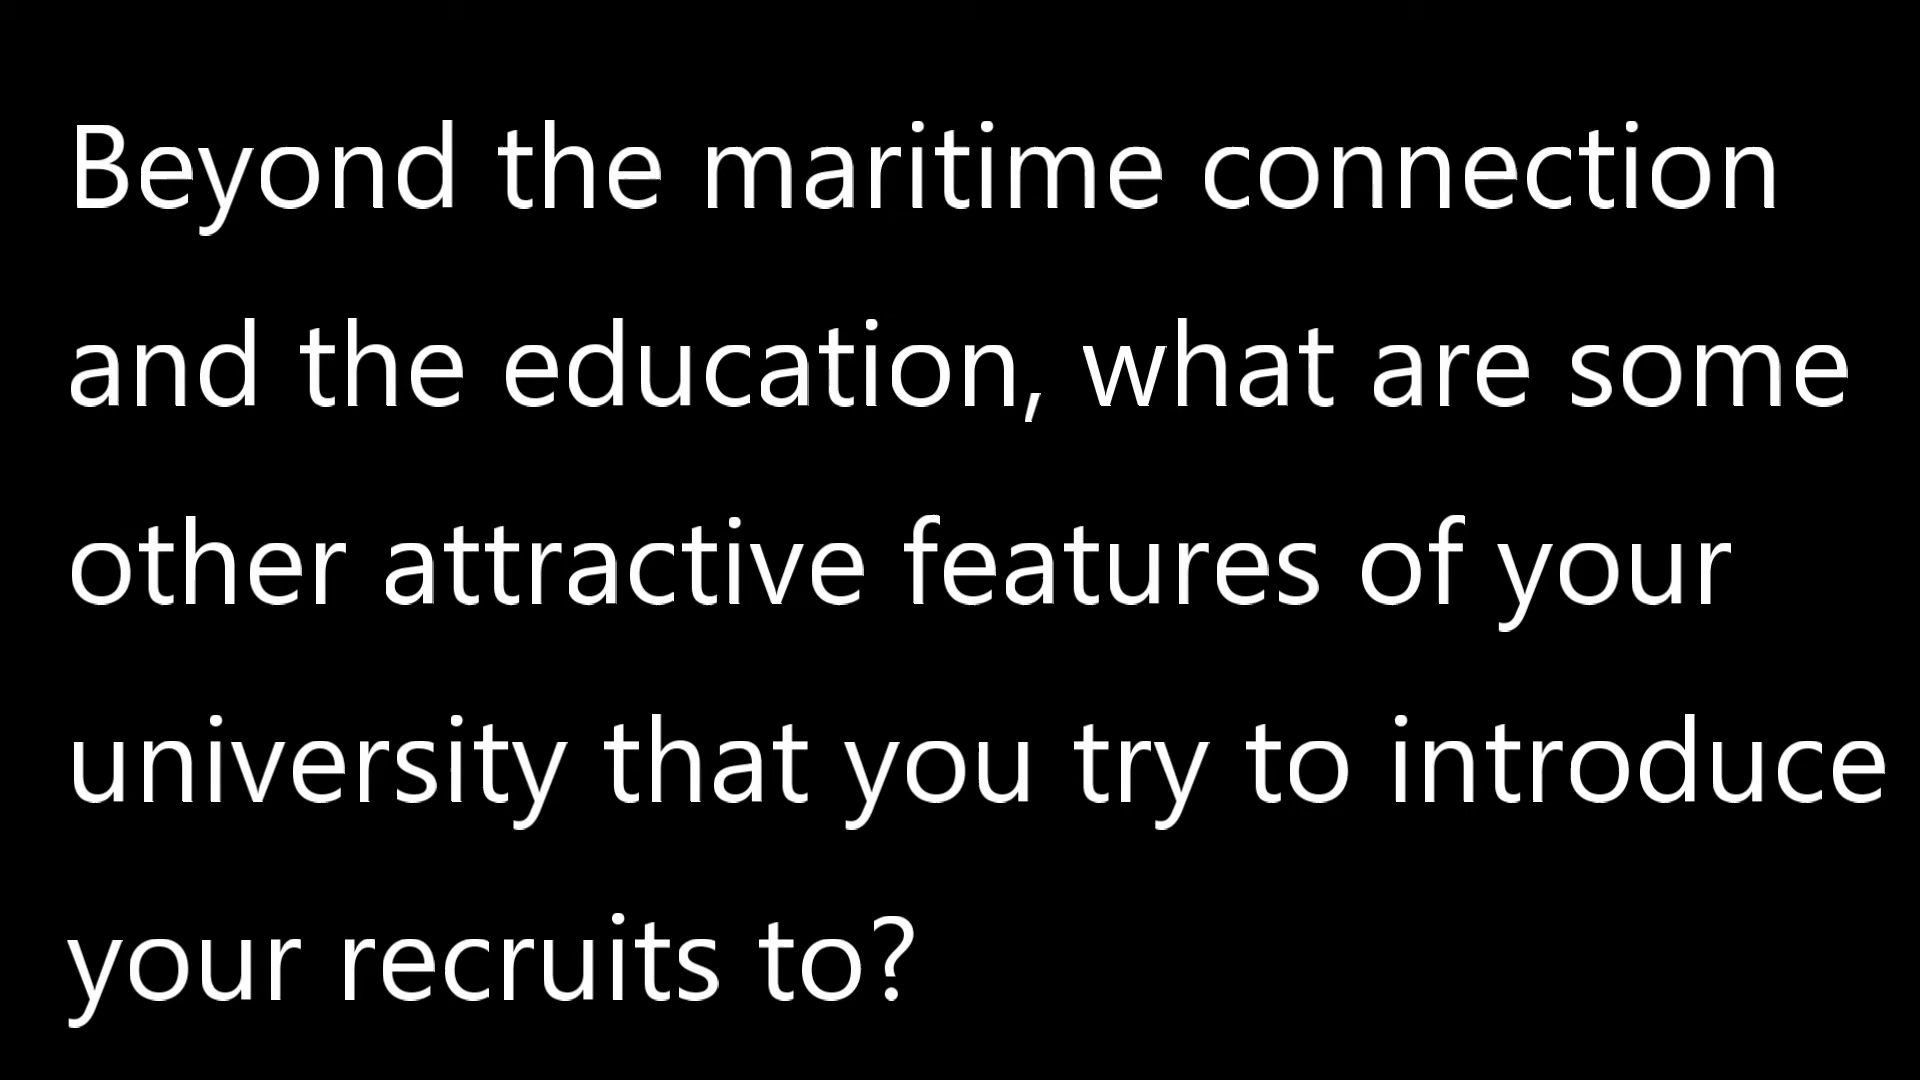 Beyond the maritime connection
and the education, what are some
other attractive features of your
university that you try to introduce
your recruits to?